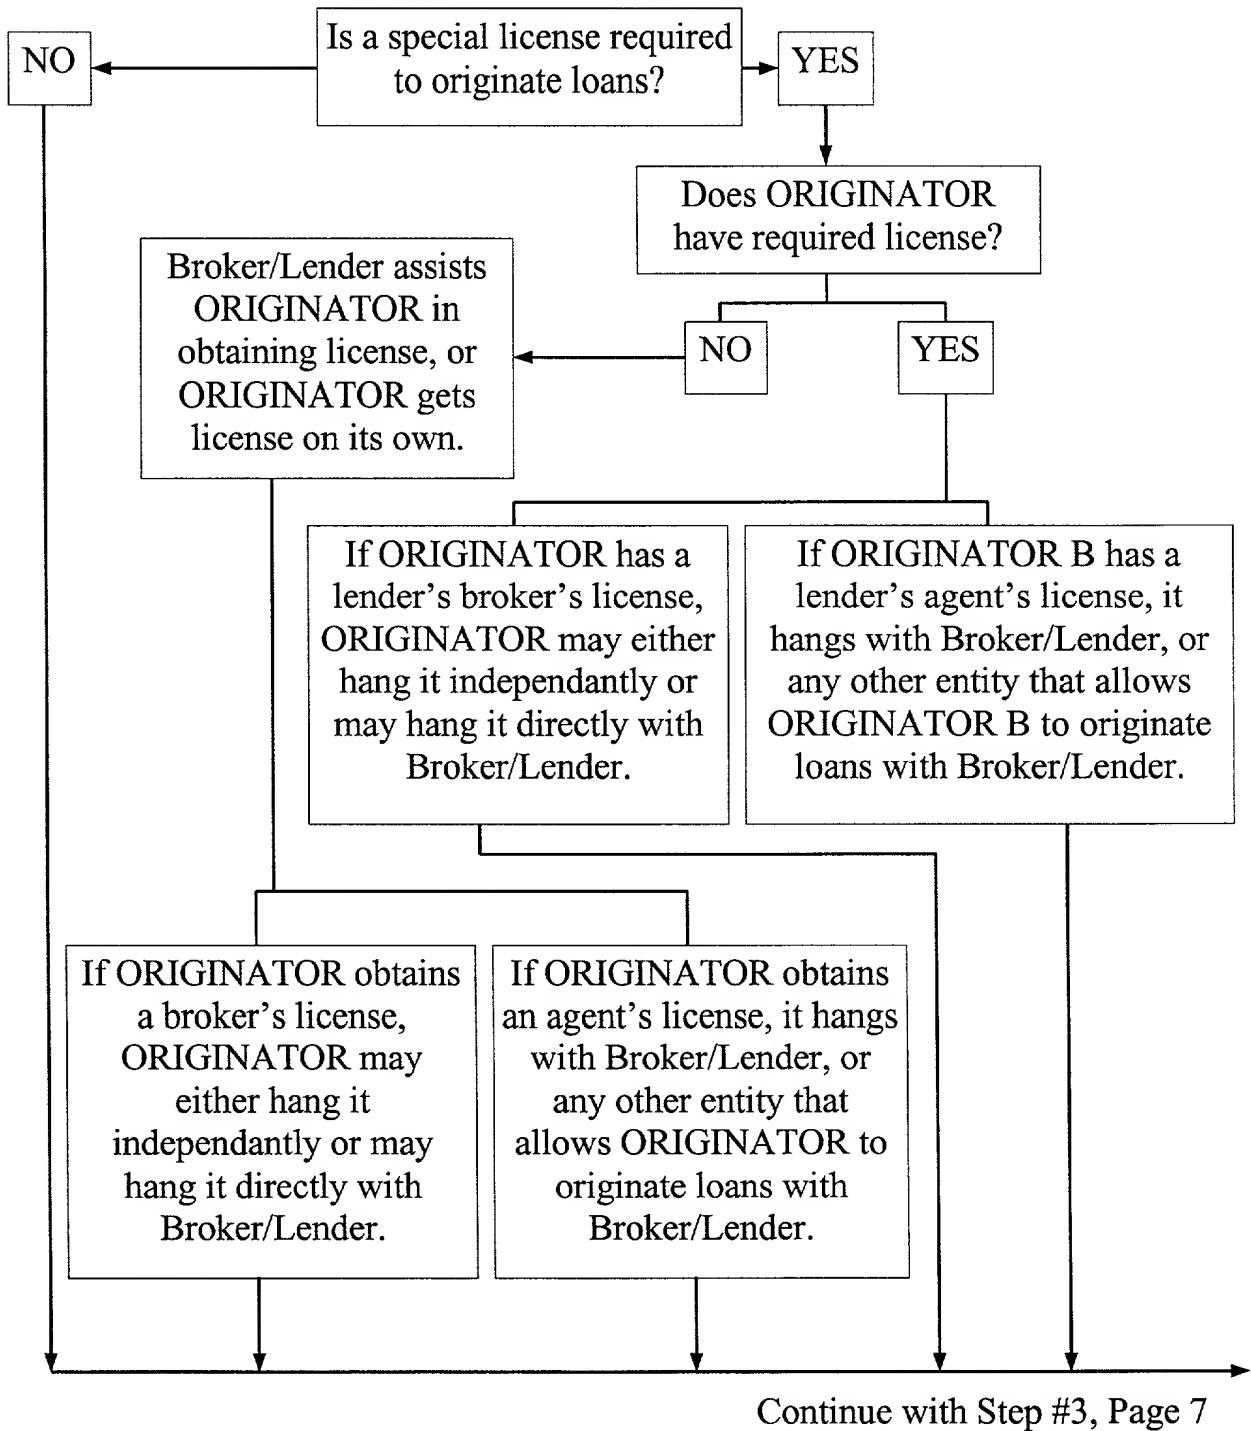 Is a special license required
to originate loans?
NO
YES
Does ORIGINATOR
have required license?
NO
YES
Broker/Lender assists
ORIGINATOR in
obtaining license, or
ORIGINATOR gets
license on its own.
If ORIGINATOR has a
lender’s broker’s license,
ORIGINATOR may either
hang it independantly or
may hang it directly with
Broker/Lender.
If ORIGINATOR B has a
lender’s agent’s license, it
hangs with Broker/Lender, or
any other entity that allows
ORIGINATOR B to originate
loans with Broker/Lender.
If ORIGINATOR obtains
a broker’s license,
ORIGINATOR may
either hang it
independantly or may
hang it directly with
Broker/Lender.
If ORIGINATOR obtains
an agent’s license, it hangs
with Broker/Lender, or
any other entity that
allows ORIGINATOR to
originate loans with
Broker/Lender.
Continue with Step #3, Page 7